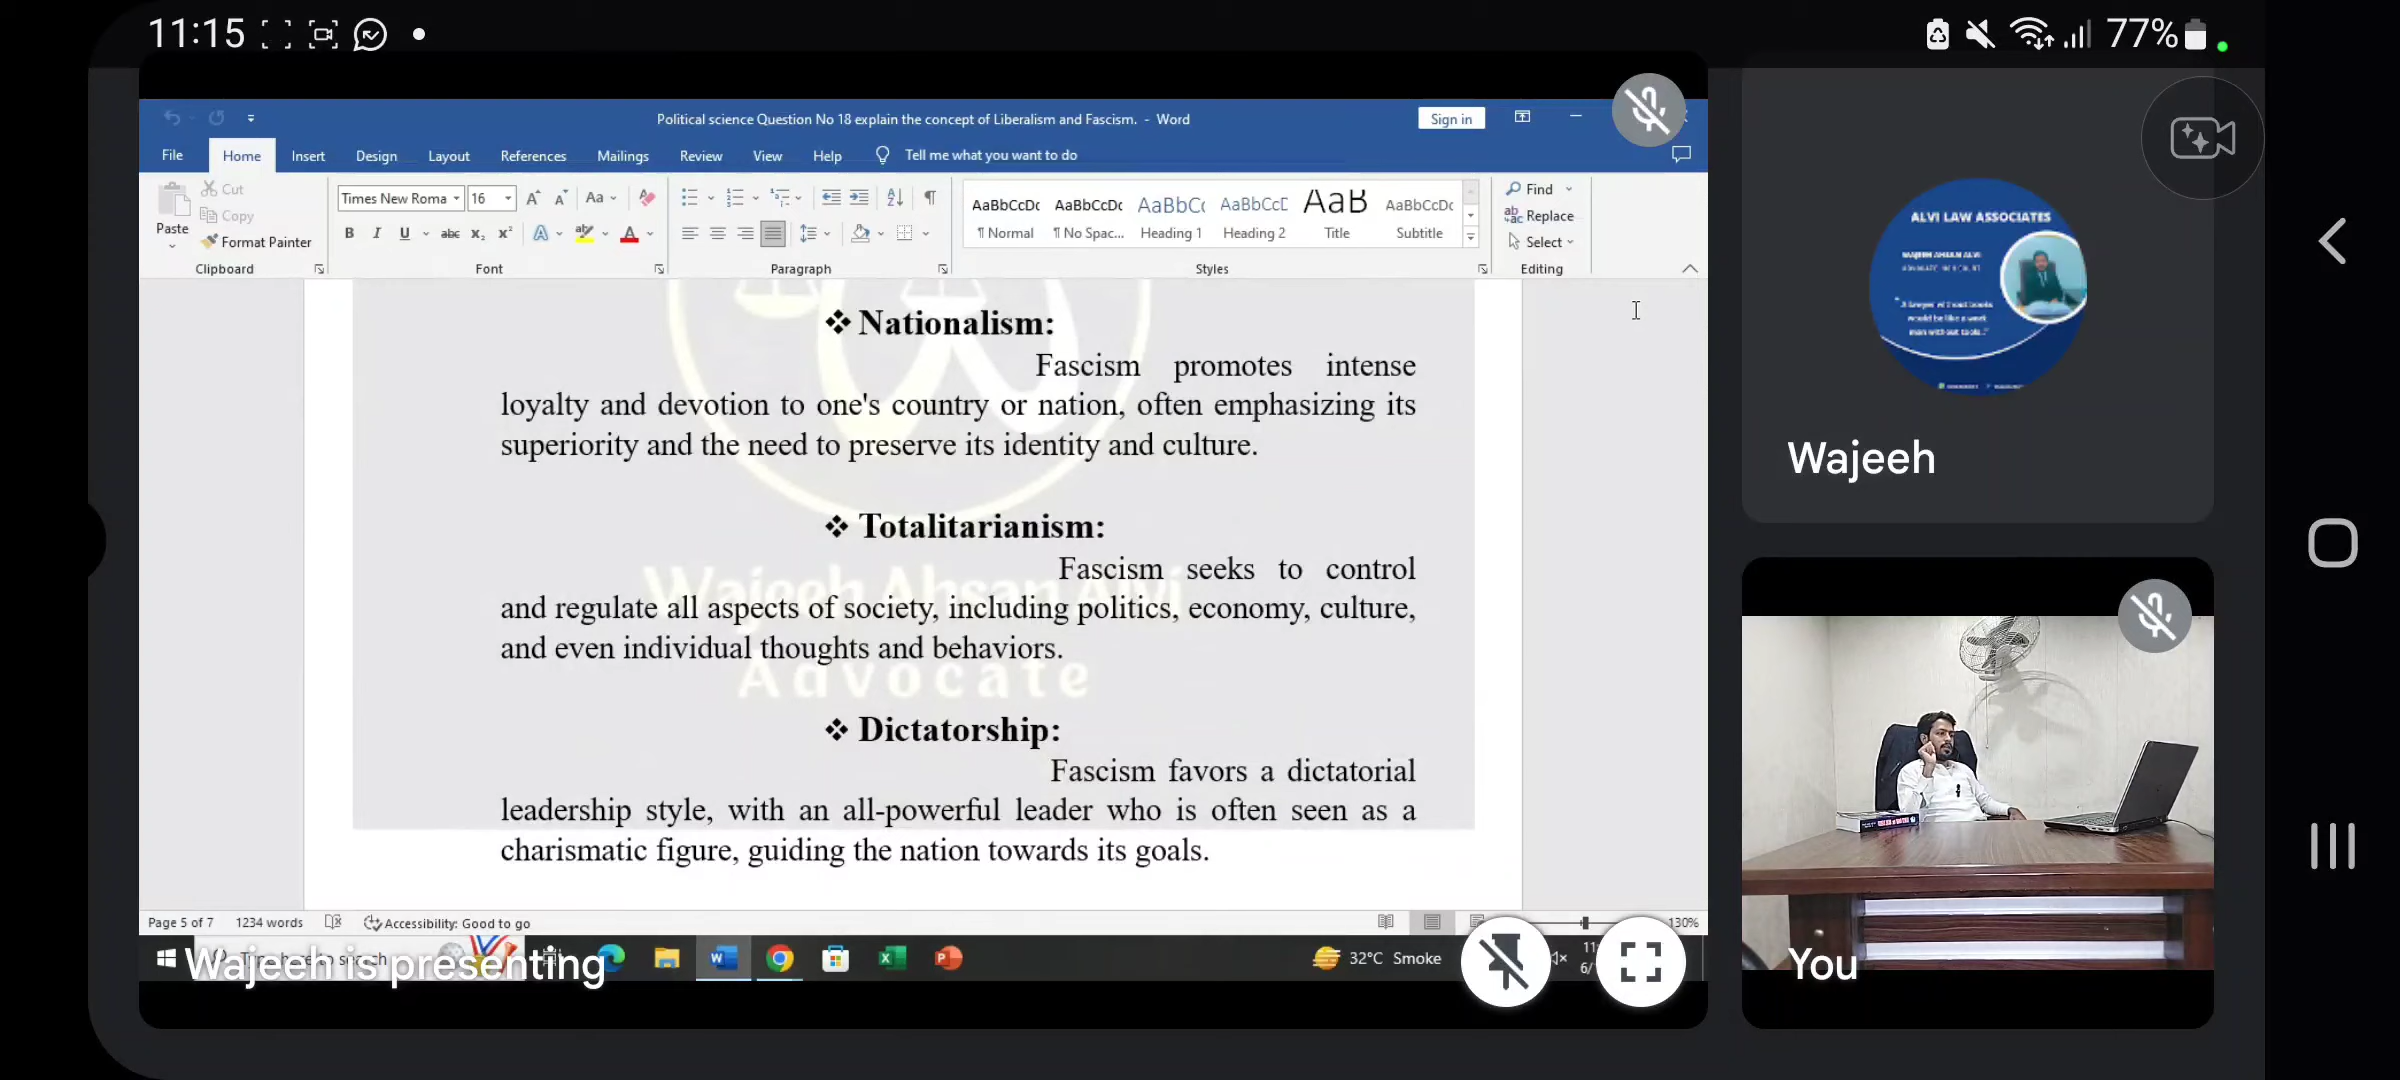 11:15
77%
Political science Question No 18 explain the concept of Liberalism and Fascism. - Word
Sign in
File Home Insert Design Layout References Mailings Review View Help Tell me what you want to do
Paste
Cut
Copy
Format Painter
Clipboard
Times New Roma 16
Font
Paragraph
AaBbCcDc AaBbCcDc AaBbCc AaBbCcD AaB AaBbCcDc
¶ Normal ¶ No Spac... Heading 1 Heading 2 Title Subtitle
Styles
Find
Replace
Select
Editing
❖ Nationalism:
Fascism promotes intense
loyalty and devotion to one's country or nation, often emphasizing its
superiority and the need to preserve its identity and culture.
❖ Totalitarianism:
Fascism seeks to control
and regulate all aspects of society, including politics, economy, culture,
and even individual thoughts and behaviors.
❖ Dictatorship:
Fascism favors a dictatorial
leadership style, with an all-powerful leader who is often seen as a
charismatic figure, guiding the nation towards its goals.
Wajeeh Ahsan Alvi
Advocate
Page 5 of 7 1234 words Accessibility: Good to go
130%
Wajeeh is presenting
32°C Smoke
ALVI LAW ASSOCIATES
WAJEEH AHSAN ALVI
Wajeeh
You